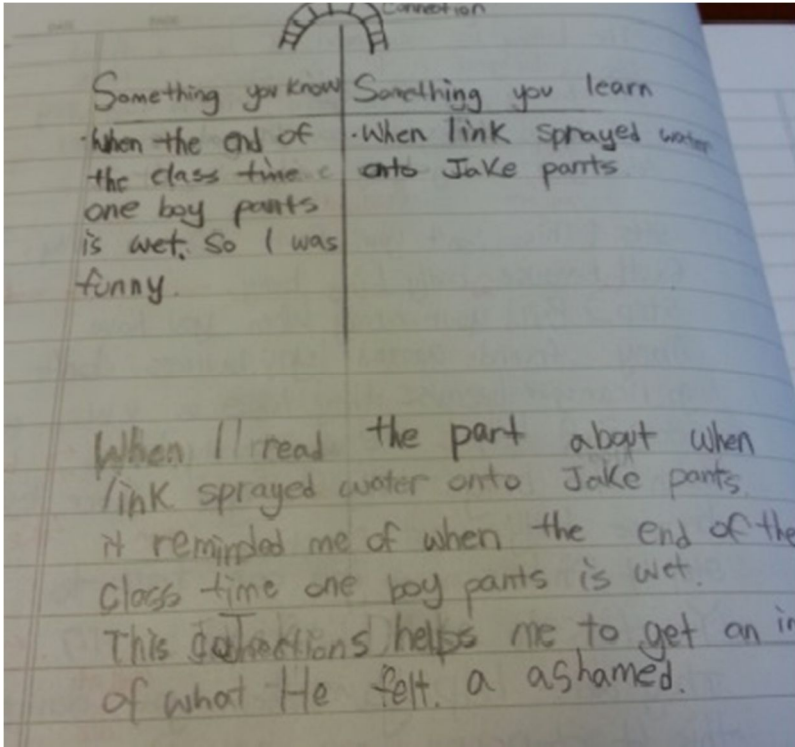 Connection
Something you know
·When the end of
the class time
one boy pants
is wet. So I was
funny.
Something you learn
·When link sprayed water
onto Jake pants
When I read the part about when
link sprayed water onto Jake pants.
it reminded me of when the end of the
class time one boy pants is wet.
This connections helps me to get an
of what He felt. a ashamed.